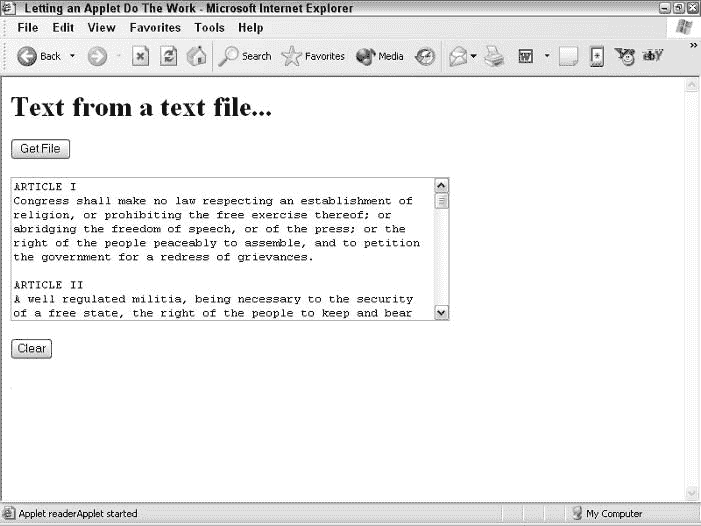 Letting an Applet Do The Work - Microsoft Internet Explorer
File Edit View Favorites Tools Help
Back Search Favorites Media
Text from a text file...
Get File
ARTICLE I
Congress shall make no law respecting an establishment of
religion, or prohibiting the free exercise thereof; or
abridging the freedom of speech, or of the press; or the
right of the people peaceably to assemble, and to petition
the government for a redress of grievances.
ARTICLE II
A well regulated militia, being necessary to the security
of a free state, the right of the people to keep and bear
Clear
Applet readerApplet started My Computer